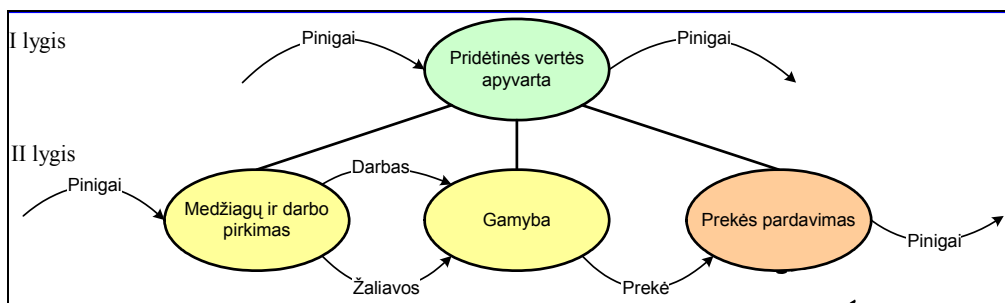 I lygis
Pinigai
Pridėtinės vertės
apyvarta
Pinigai
II lygis
Pinigai
Medžiagų ir darbo
pirkimas
Darbas
Žaliavos
Gamyba
Prekė
Prekės pardavimas
Pinigai